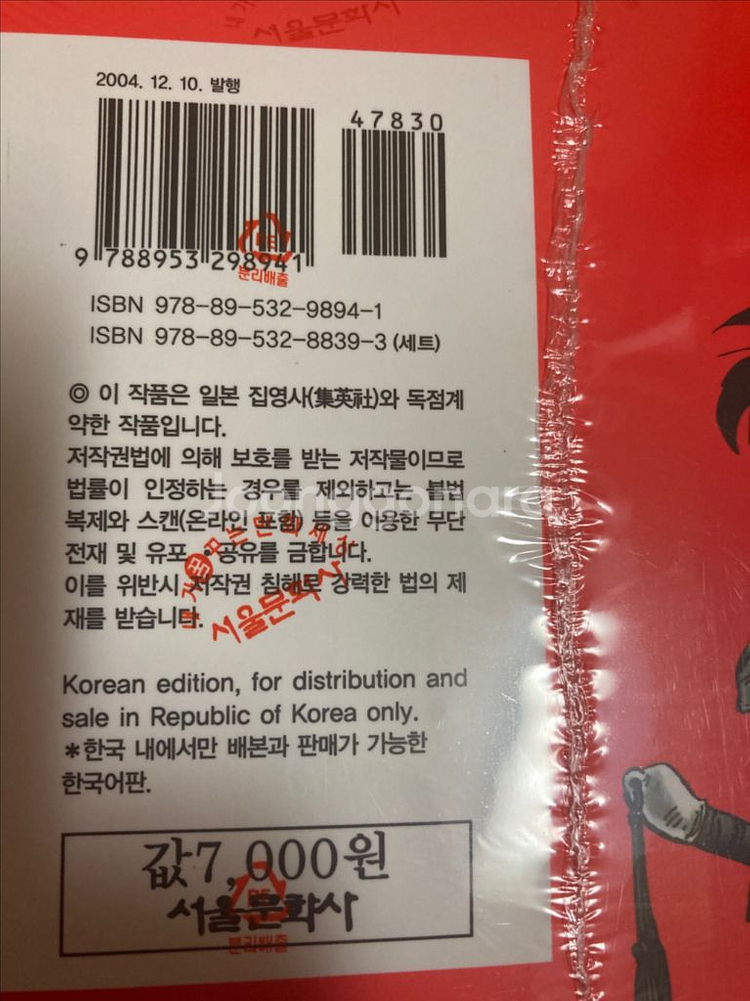 서울문화사
2004. 12. 10. 발행
47830
9 788953 298941
분리배출
ISBN 978-89-532-9894-1
ISBN 978-89-532-8839-3 (세트)
◎ 이 작품은 일본 집영사(集英社)와 독점계
약한 작품입니다.
저작권법에 의해 보호를 받는 저작물이므로
법률이 인정하는 경우를 제외하고는 불법
복제와 스캔(온라인 포함) 등을 이용한 무단
전재 및 유포·공유를 금합니다.
이를 위반시 저작권 침해로 강력한 법의 제
재를 받습니다.
joonggonara
서울문화사
Korean edition, for distribution and
sale in Republic of Korea only.
*한국 내에서만 배본과 판매가 가능한
한국어판.
값7,000원
서울문화사
분리배출